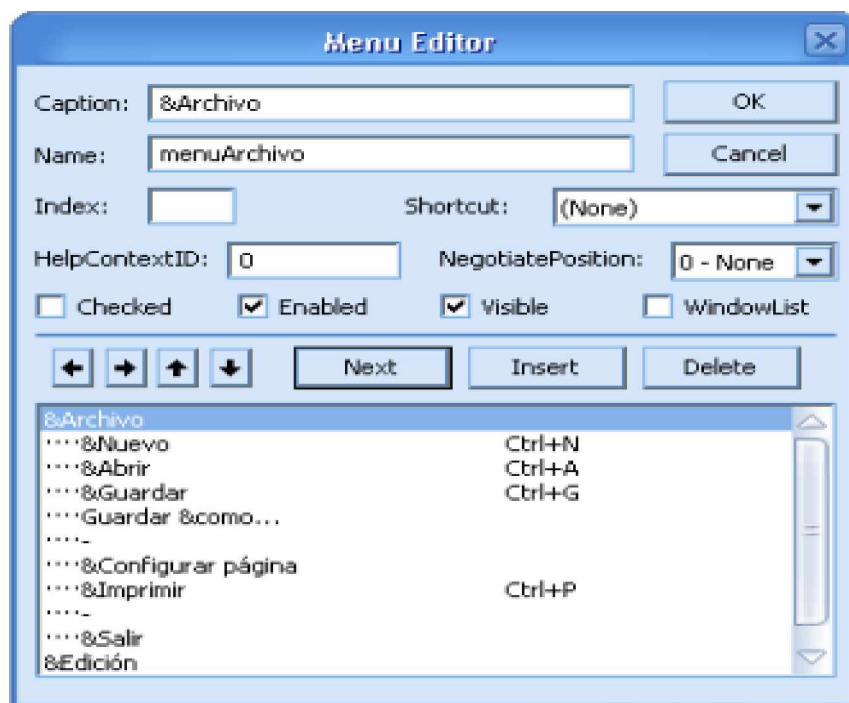 Menu Editor
Caption: &Archivo OK
Name: menuArchivo Cancel
Index: Shortcut: (None)
HelpContextID: 0 NegotiatePosition: 0 - None
Checked Enabled Visible WindowList
Next Insert Delete
&Archivo
····&Nuevo Ctrl+N
····&Abrir Ctrl+A
····&Guardar Ctrl+G
····Guardar &como...
····-
····&Configurar página
····&Imprimir Ctrl+P
····-
····&Salir
&Edición